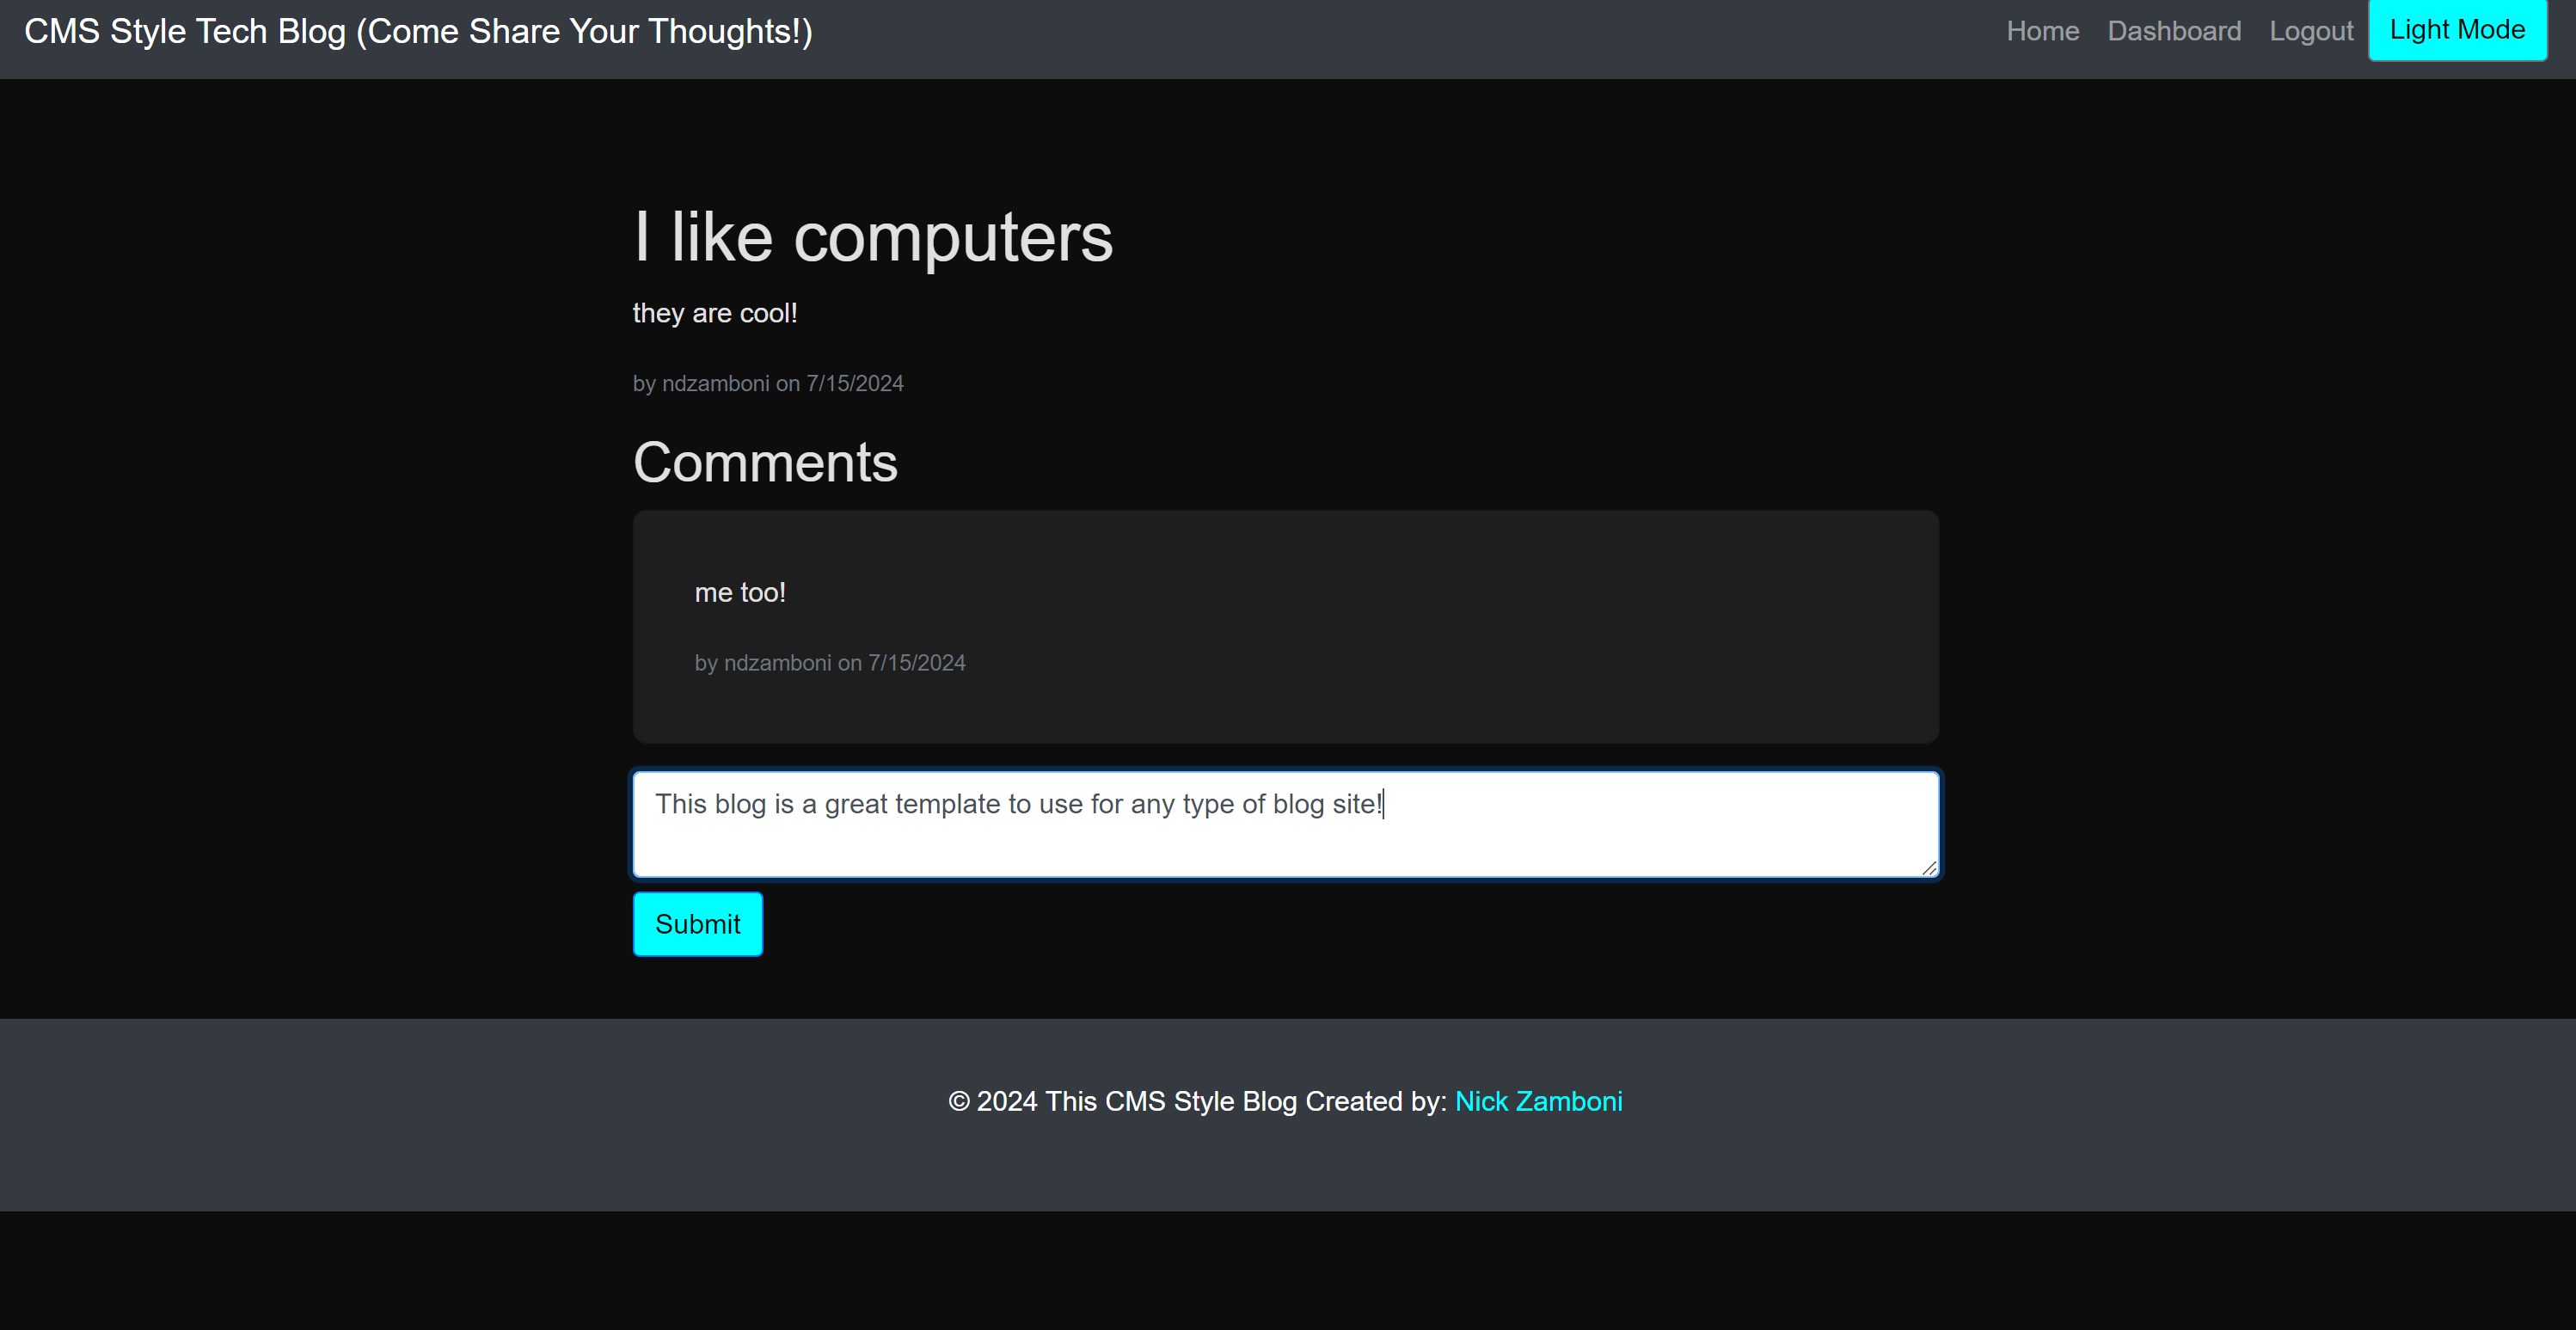 CMS Style Tech Blog (Come Share Your Thoughts!)
Home Dashboard Logout Light Mode
I like computers
they are cool!
by ndzamboni on 7/15/2024
Comments
me too!
by ndzamboni on 7/15/2024
This blog is a great template to use for any type of blog site!
Submit
© 2024 This CMS Style Blog Created by: Nick Zamboni